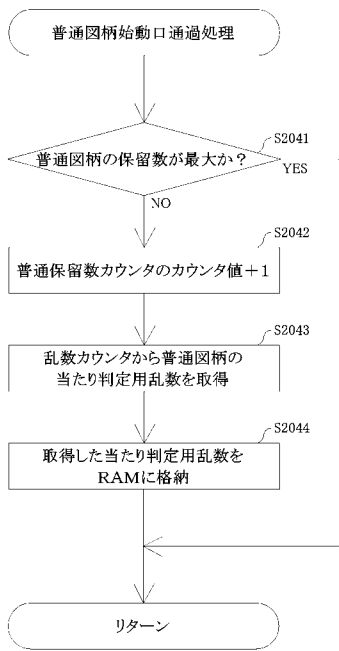 普通図柄始動口通過処理
S2041
普通図柄の保留数が最大か？
YES
NO
S2042
普通保留数カウンタのカウンタ値＋1
S2043
乱数カウンタから普通図柄の
当たり判定用乱数を取得
S2044
取得した当たり判定用乱数を
RAMに格納
リターン